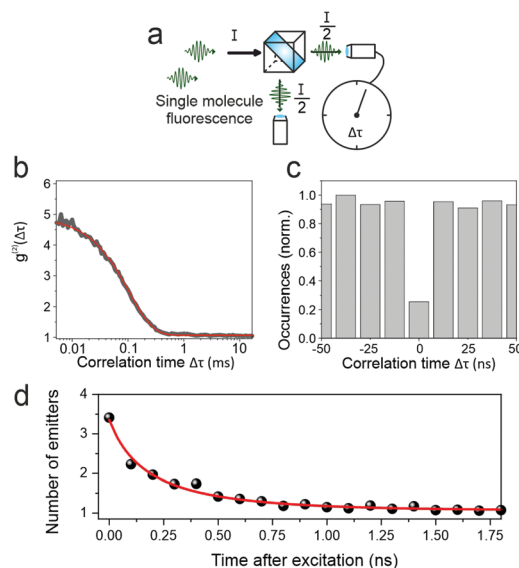 a
I
I/2
I/2
Single molecule
fluorescence
Δτ
b
g⁽²⁾(Δτ)
6
5
4
3
2
1
0.01 0.1 1 10
Correlation time Δτ (ms)
c
Occurrences (norm.)
1.0
0.8
0.6
0.4
0.2
0.0
-50 -25 0 25 50
Correlation time Δτ (ns)
d
Number of emitters
4
3
2
1
0.00 0.25 0.50 0.75 1.00 1.25 1.50 1.75
Time after excitation (ns)